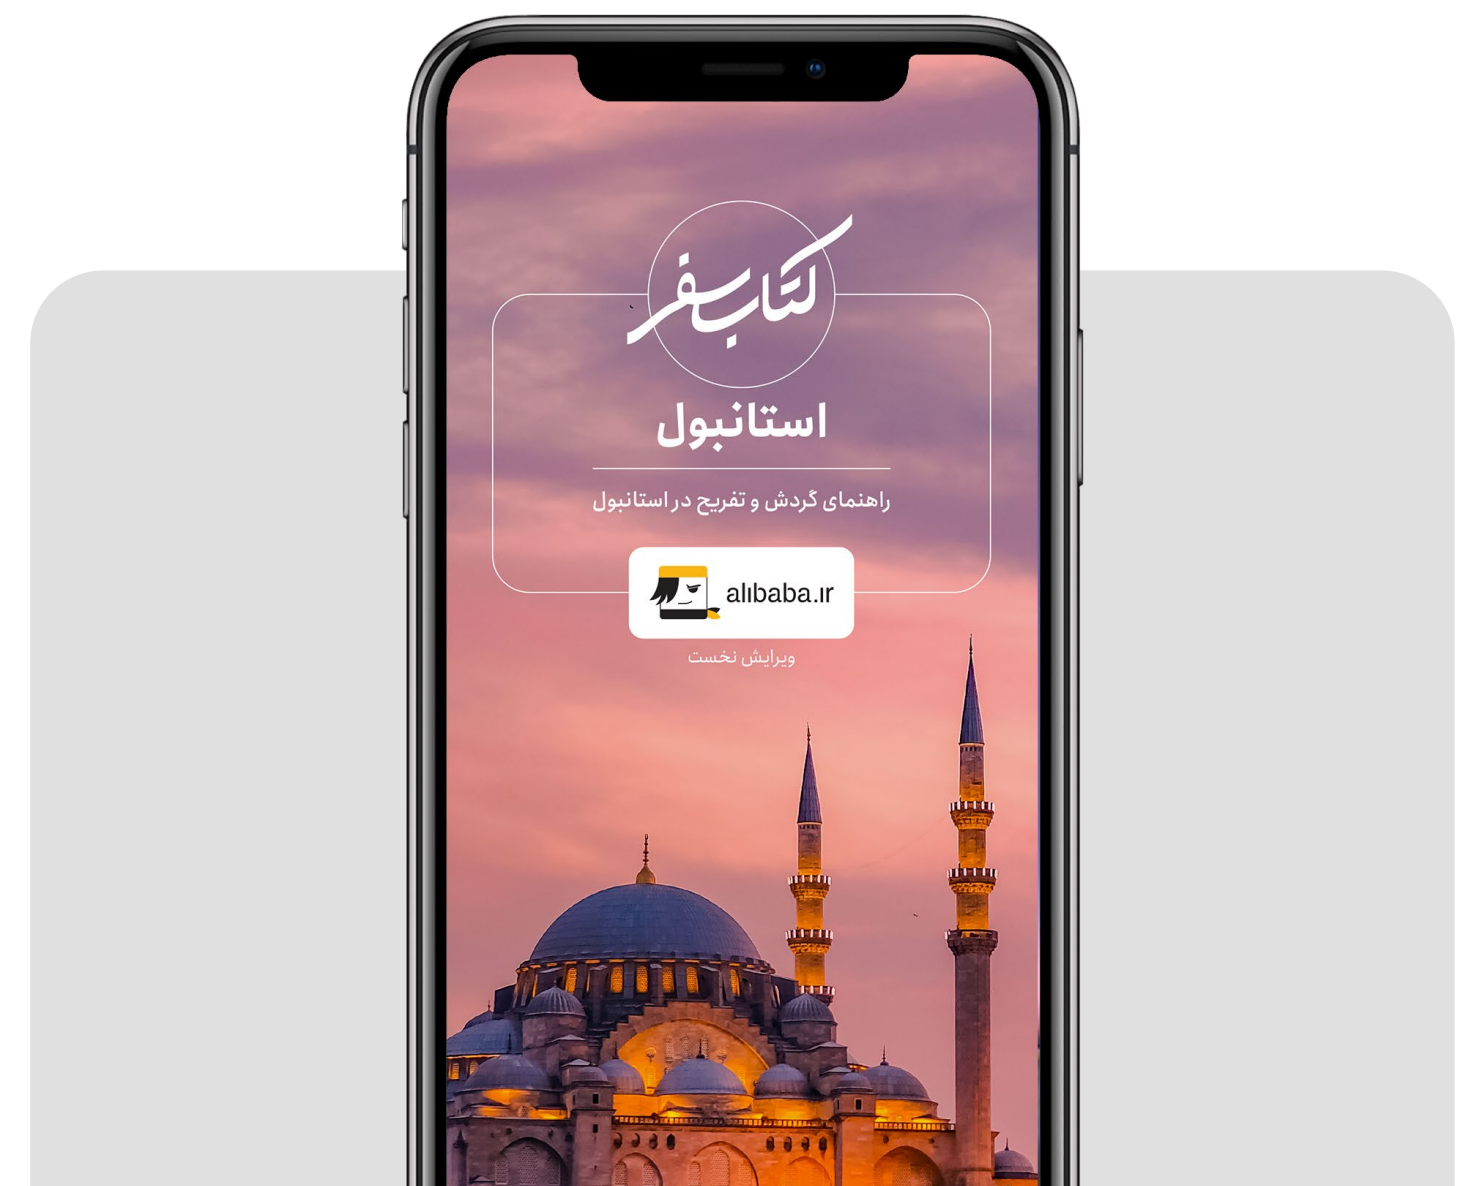 کتاب سفر
استانبول
راهنمای گردش و تفریح در استانبول
alibaba.ir
ویرایش نخست